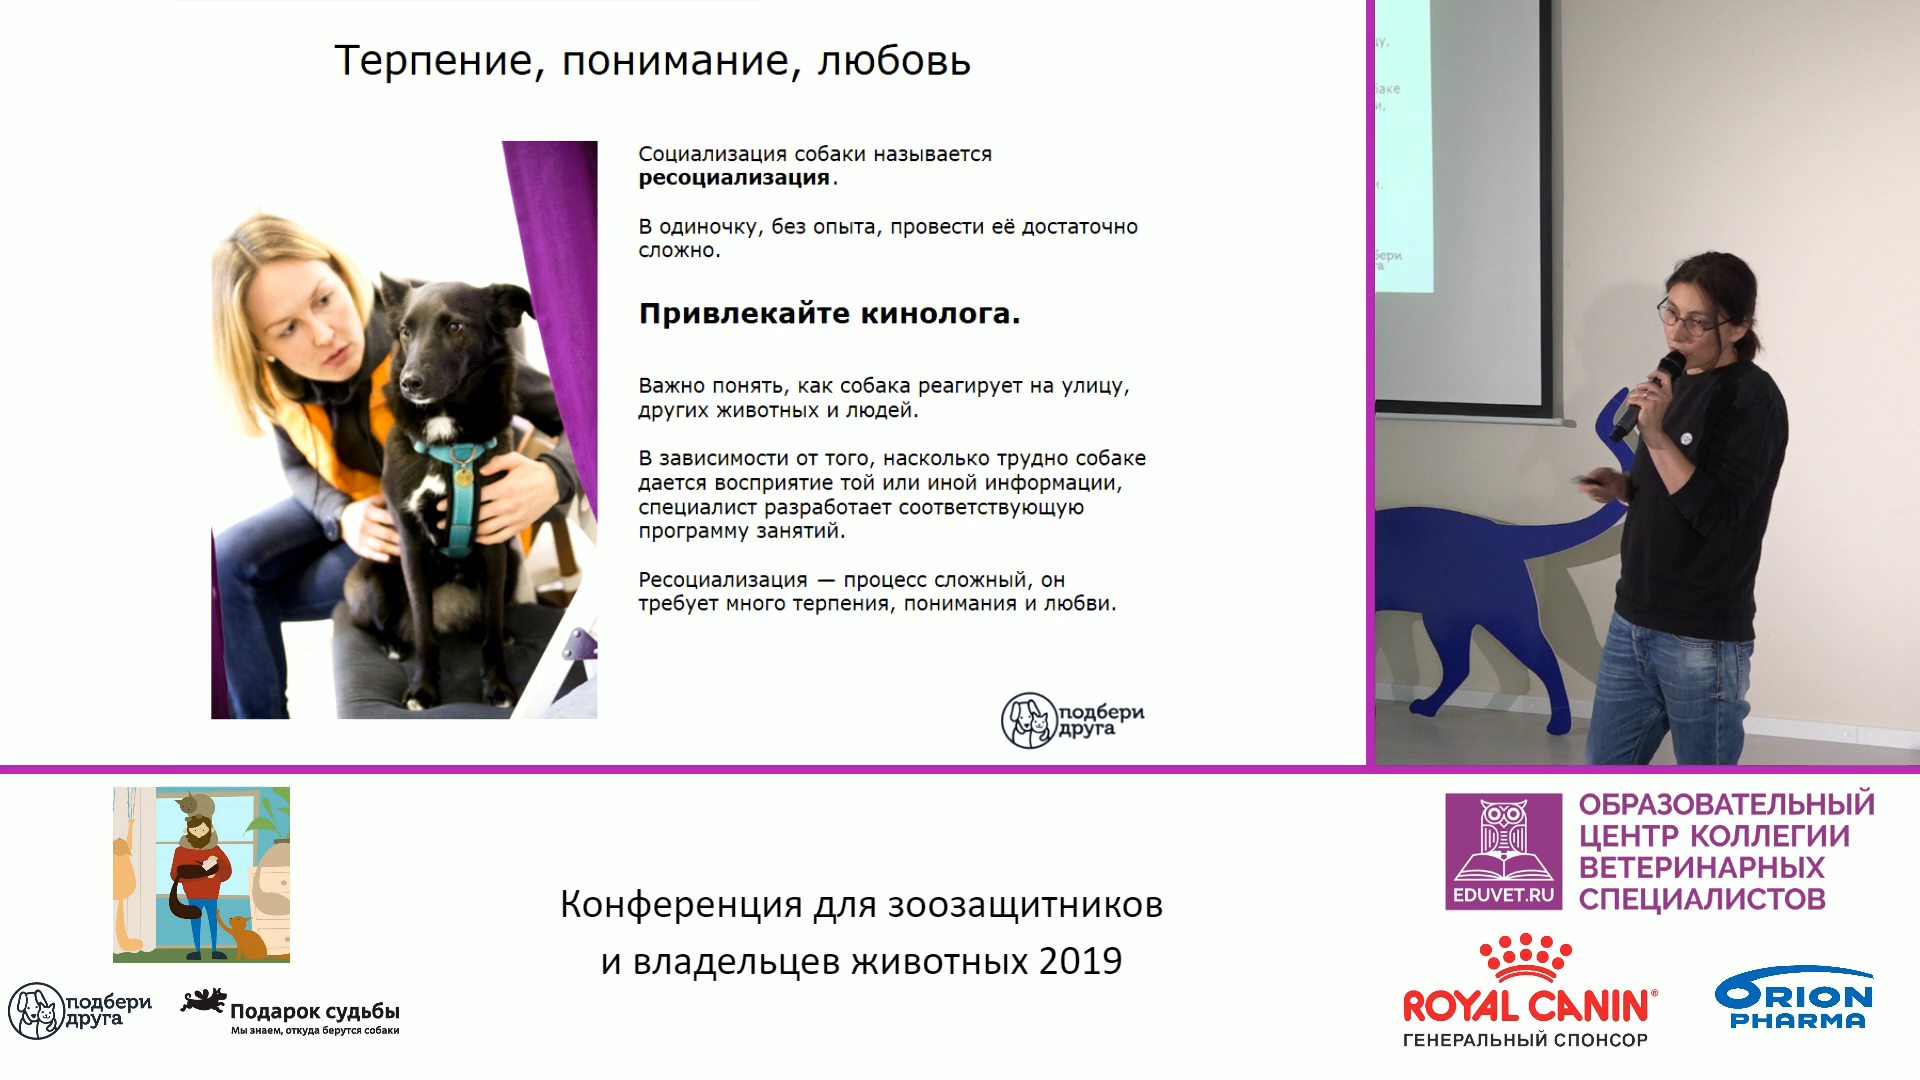 Терпение, понимание, любовь
Социализация собаки называется
ресоциализация.
В одиночку, без опыта, провести её достаточно
сложно.
Привлекайте кинолога.
Важно понять, как собака реагирует на улицу,
других животных и людей.
В зависимости от того, насколько трудно собаке
дается восприятие той или иной информации,
специалист разработает соответствующую
программу занятий.
Ресоциализация — процесс сложный, он
требует много терпения, понимания и любви.
подбери
друга
Конференция для зоозащитников
и владельцев животных 2019
подбери
друга
Подарок судьбы
Мы знаем, откуда берутся собаки
EDUVET.RU
ОБРАЗОВАТЕЛЬНЫЙ
ЦЕНТР КОЛЛЕГИИ
ВЕТЕРИНАРНЫХ
СПЕЦИАЛИСТОВ
ROYAL CANIN®
ГЕНЕРАЛЬНЫЙ СПОНСОР
ORION
PHARMA